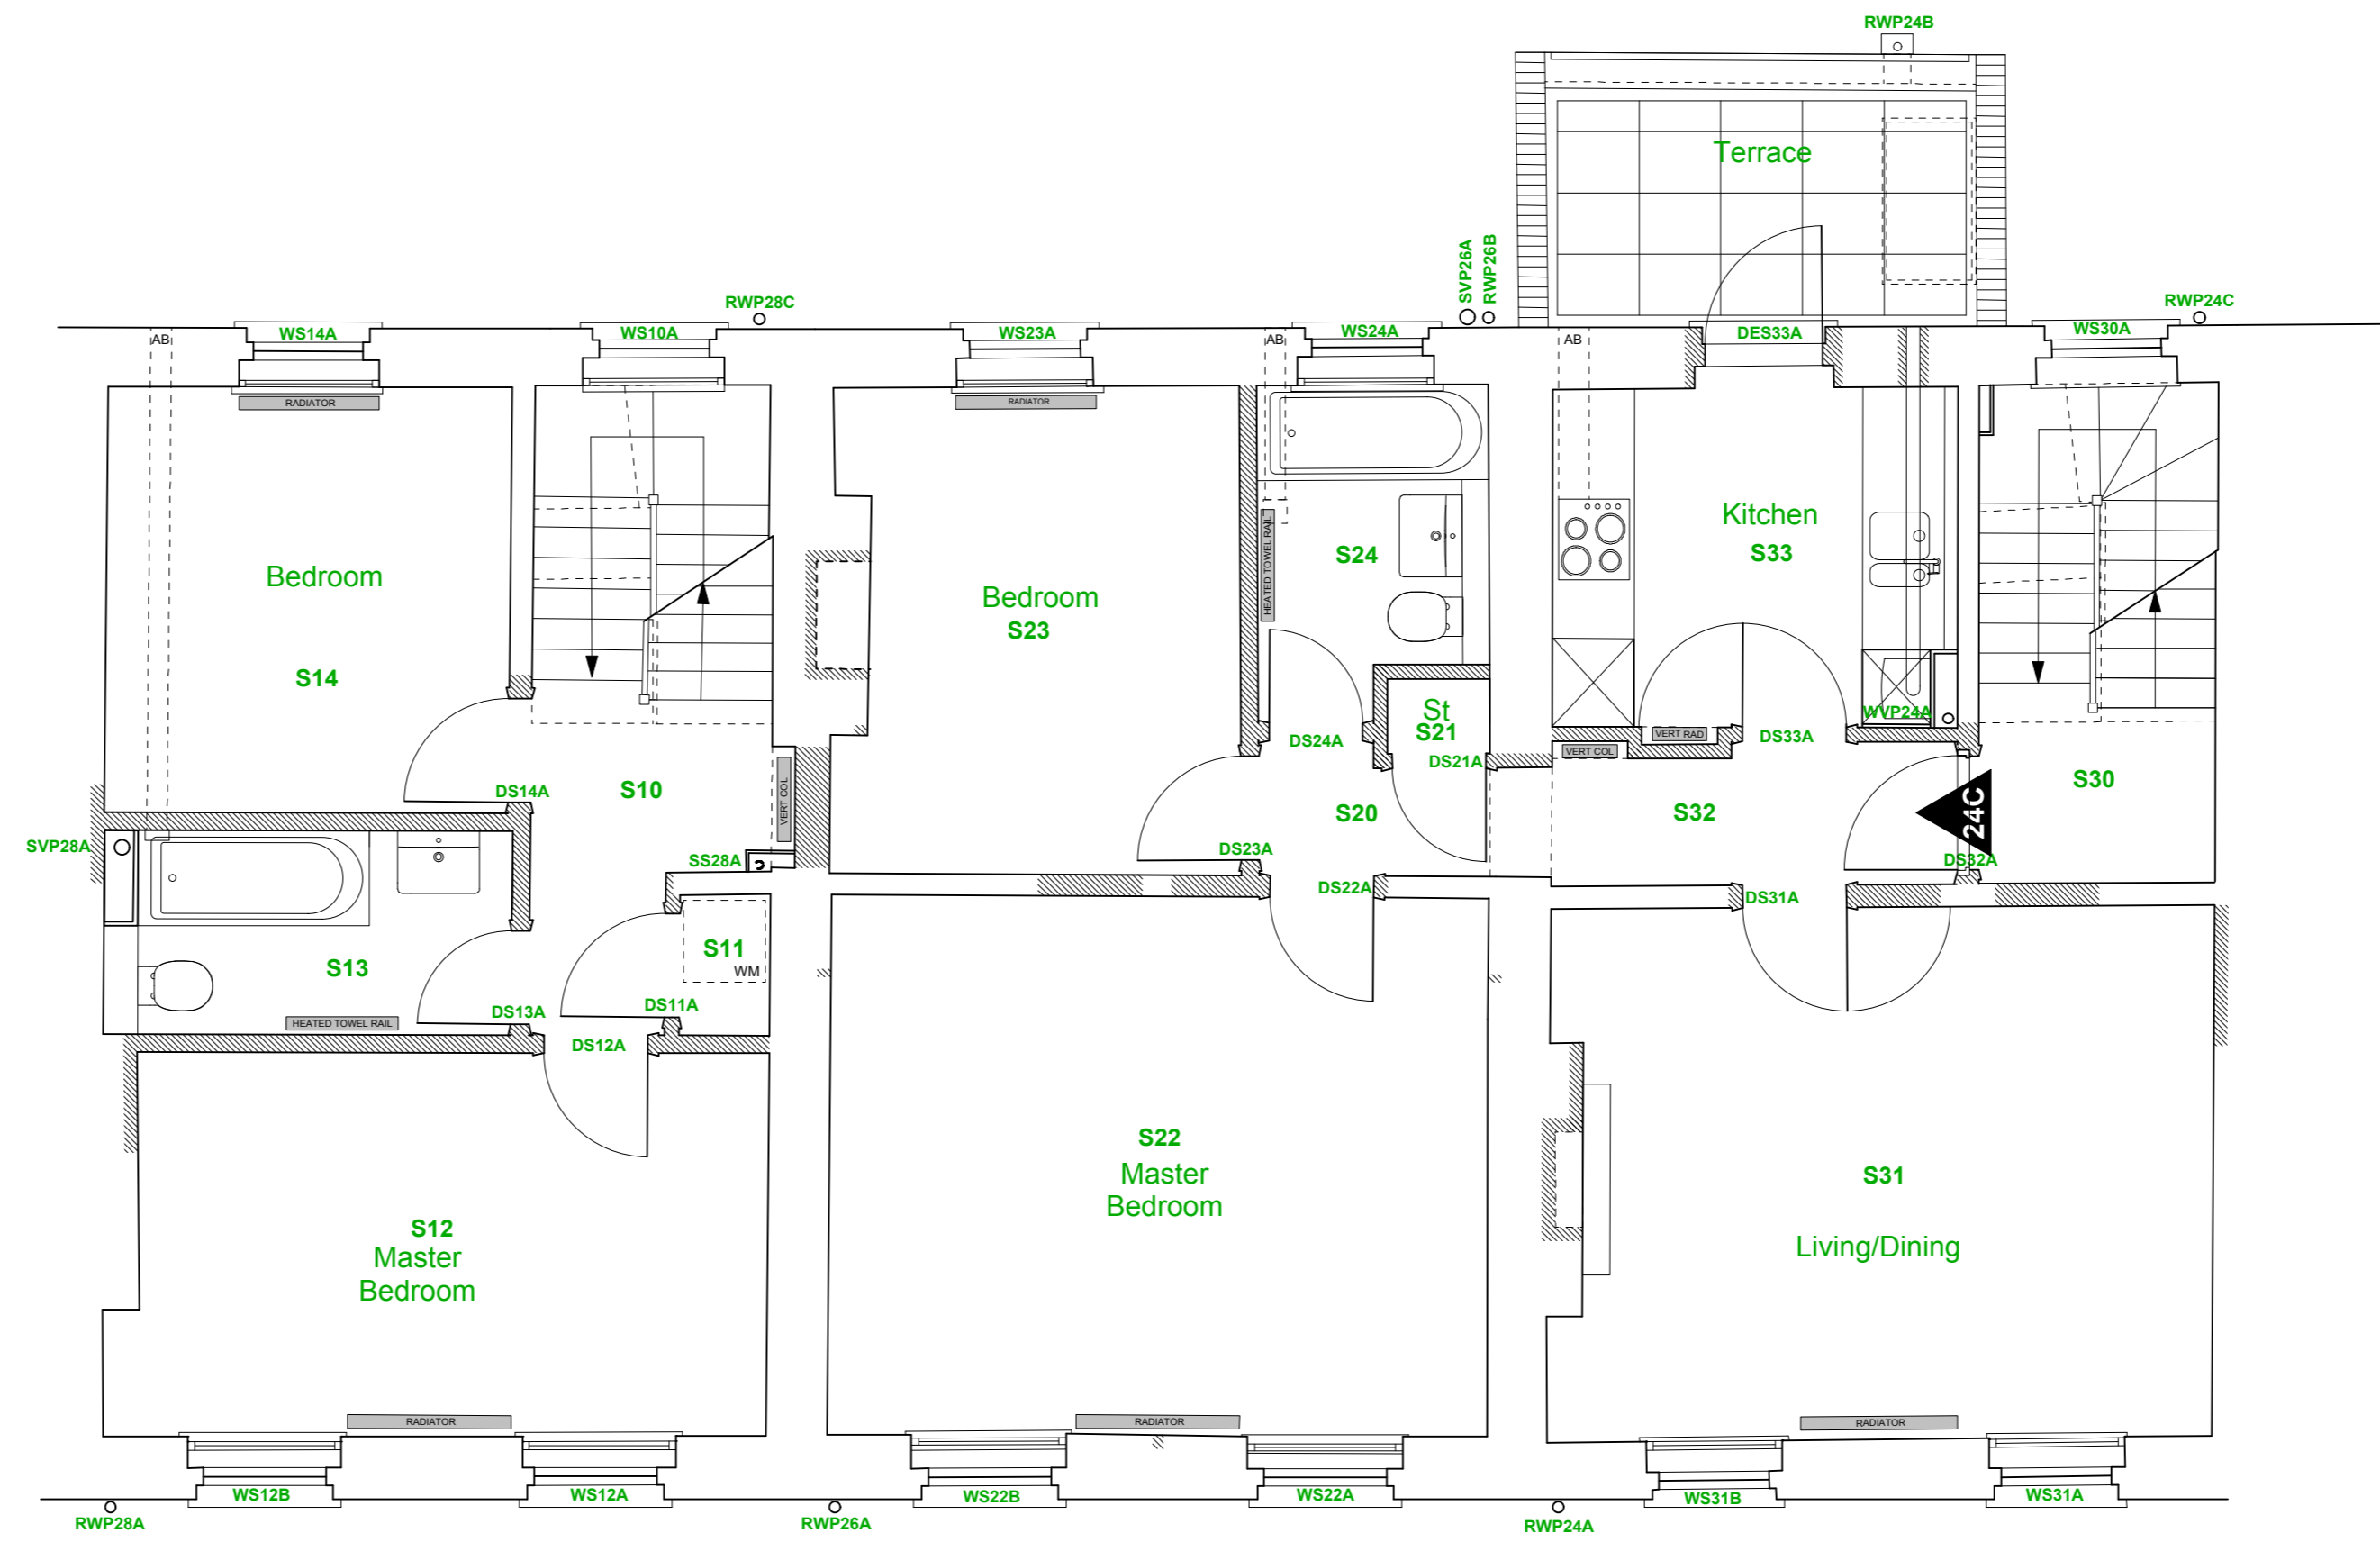 RWP24B
Terrace
SVP26A
RWP26B
RWP28C
RWP24C
WS14A
WS10A
WS23A
WS24A
DES33A
WS30A
AB
AB
AB
RADIATOR
RADIATOR
HEATED TOWEL RAIL
Kitchen
S33
S24
Bedroom
S14
Bedroom
S23
St
S21
WVP24A
VERT RAD
VERT COL
DS24A
DS21A
DS33A
DS14A
S10
VERT COL
S20
S32
S30
24C
SVP28A
SS28A
DS23A
DS22A
DS32A
DS31A
S13
S11
WM
HEATED TOWEL RAIL
DS13A
DS11A
DS12A
S22
Master
Bedroom
S31
Living/Dining
S12
Master
Bedroom
RADIATOR
RADIATOR
RADIATOR
WS12B
WS12A
WS22B
WS22A
WS31B
WS31A
RWP28A
RWP26A
RWP24A